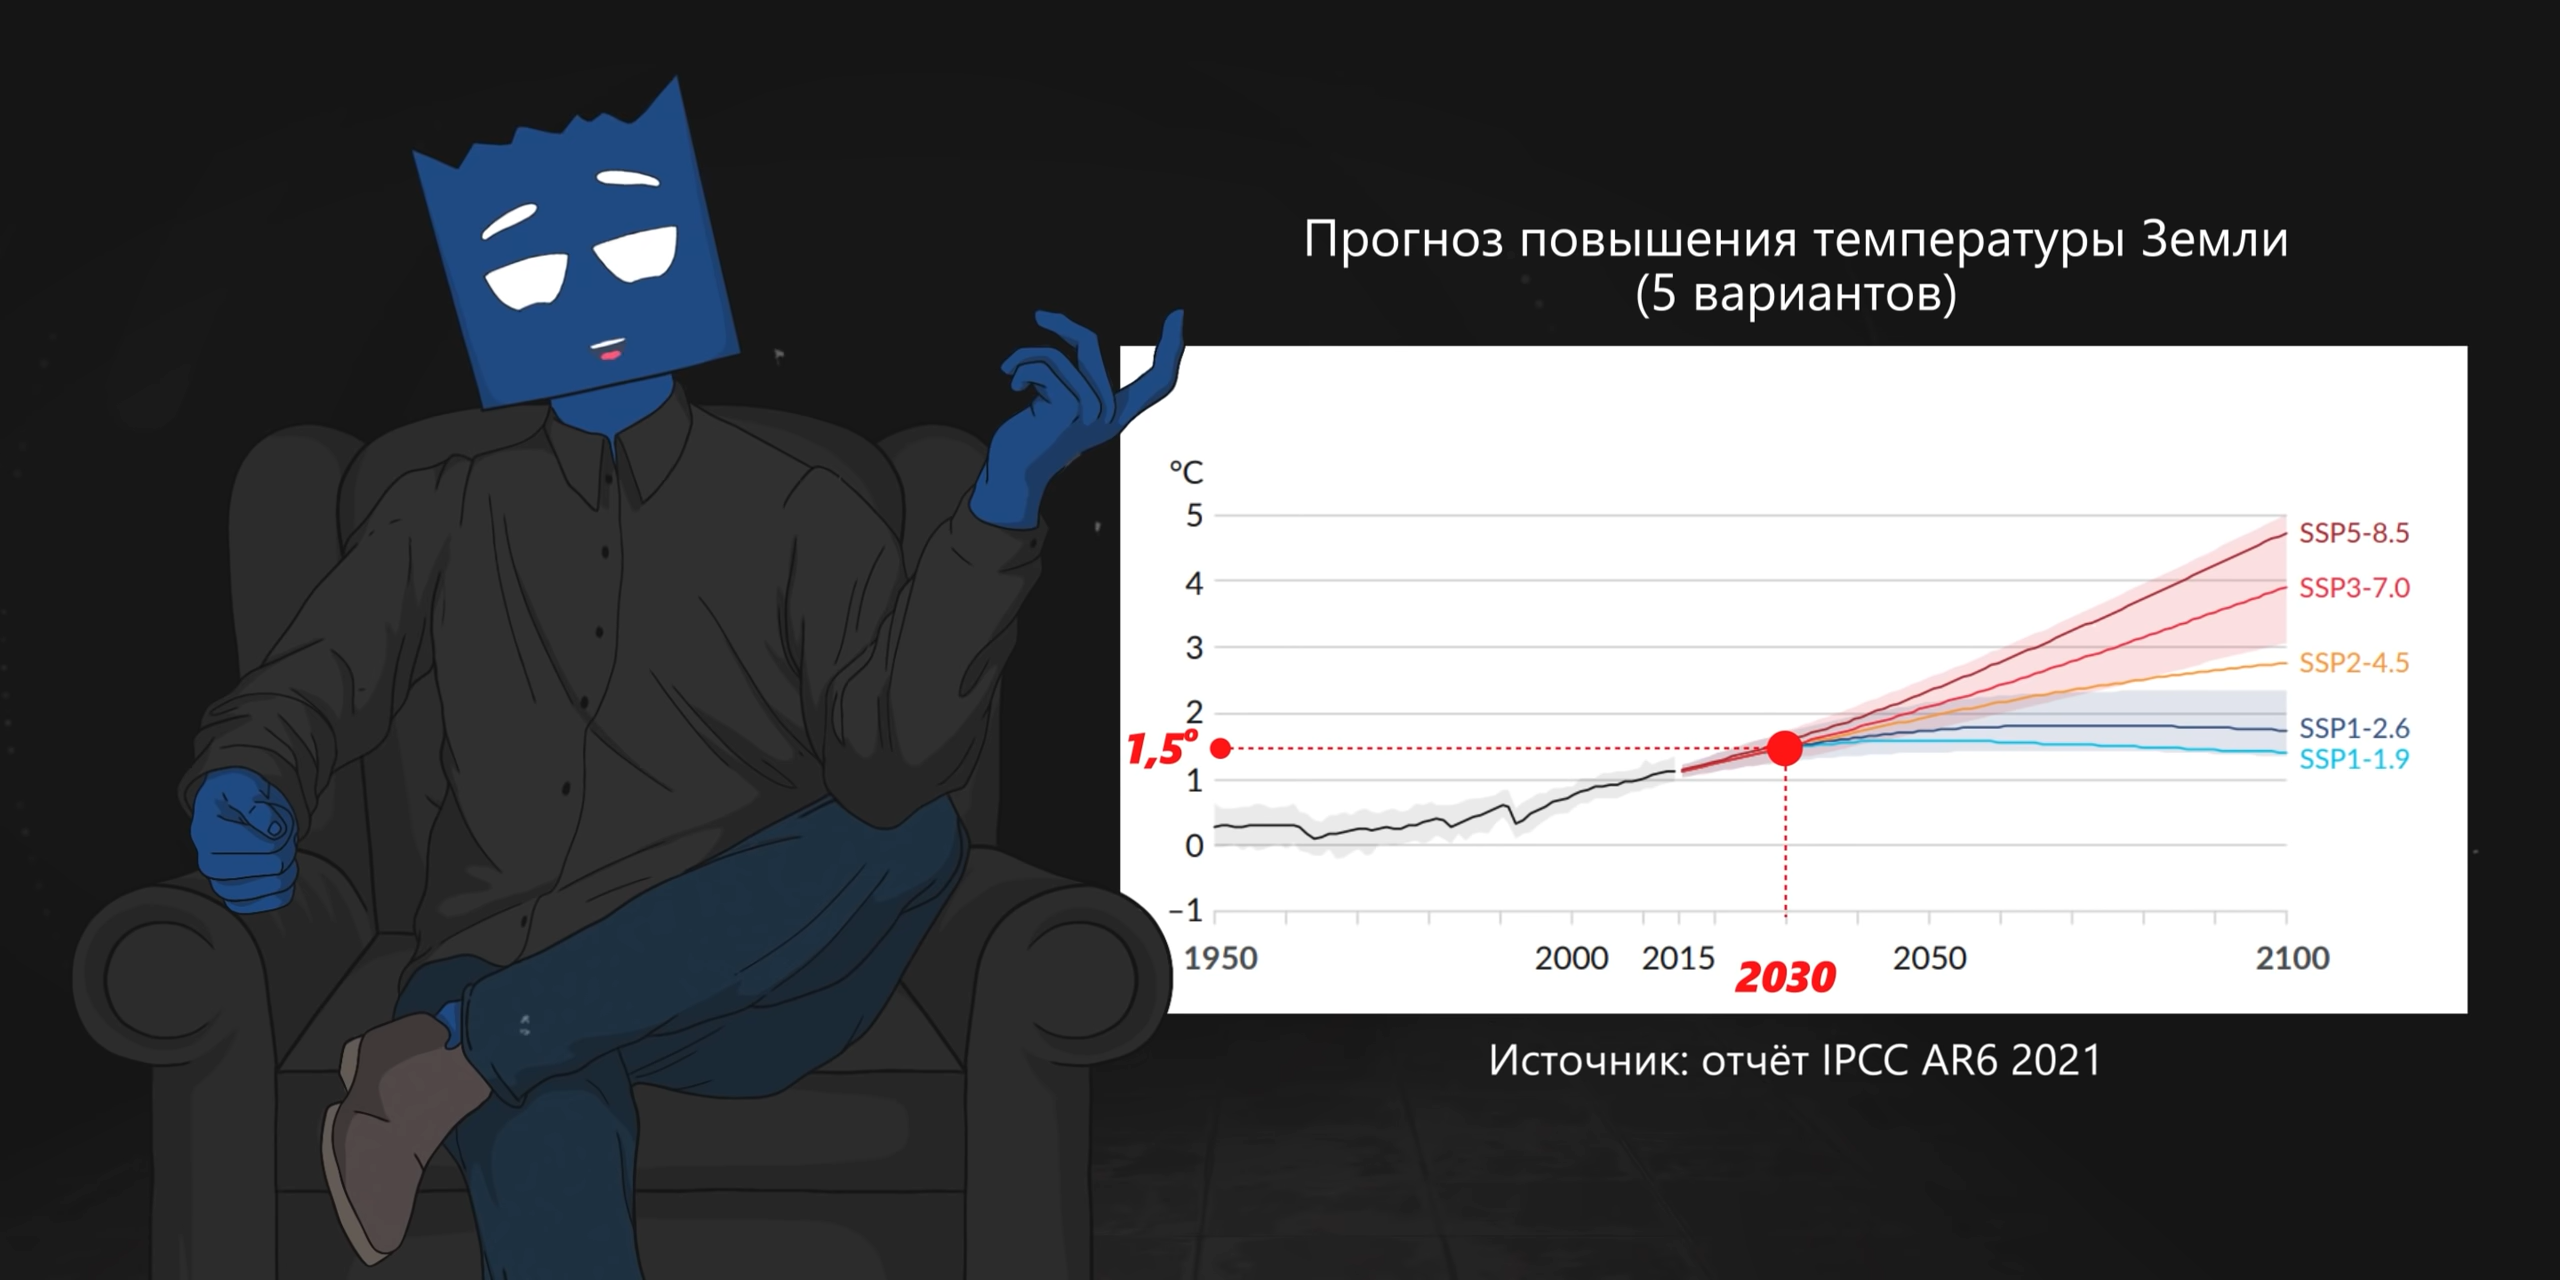 Прогноз повышения температуры Земли
(5 вариантов)
°C
5
4
3
2
1,5°
1
0
−1
SSP5-8.5
SSP3-7.0
SSP2-4.5
SSP1-2.6
SSP1-1.9
1950
2000
2015
2030
2050
2100
Источник: отчёт IPCC AR6 2021